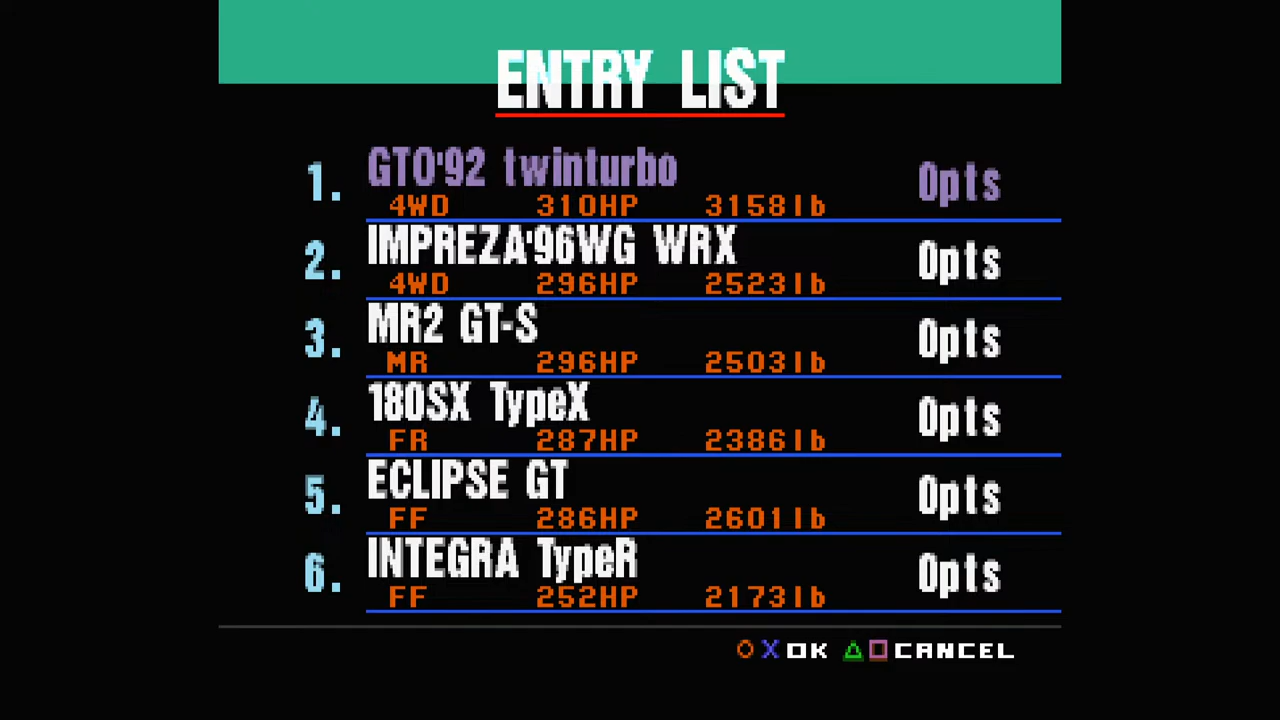 ENTRY LIST
1. GTO'92 twinturbo Opts
4WD 310HP 3158lb
2. IMPREZA'96WG WRX Opts
4WD 296HP 2523lb
3. MR2 GT-S Opts
MR 296HP 2503lb
4. 180SX TypeX Opts
FR 287HP 2386lb
5. ECLIPSE GT Opts
FF 286HP 2601lb
6. INTEGRA TypeR Opts
FF 252HP 2173lb
OK CANCEL